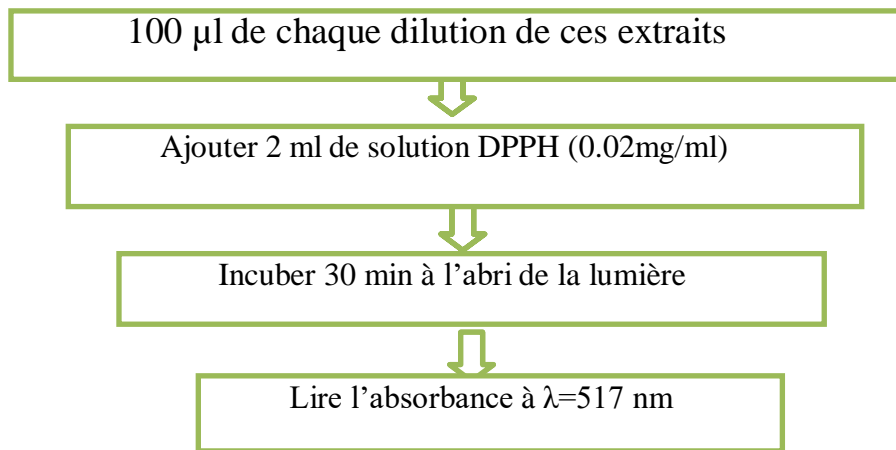 100 µl de chaque dilution de ces extraits
Ajouter 2 ml de solution DPPH (0.02mg/ml)
Incuber 30 min à l’abri de la lumière
Lire l’absorbance à λ=517 nm